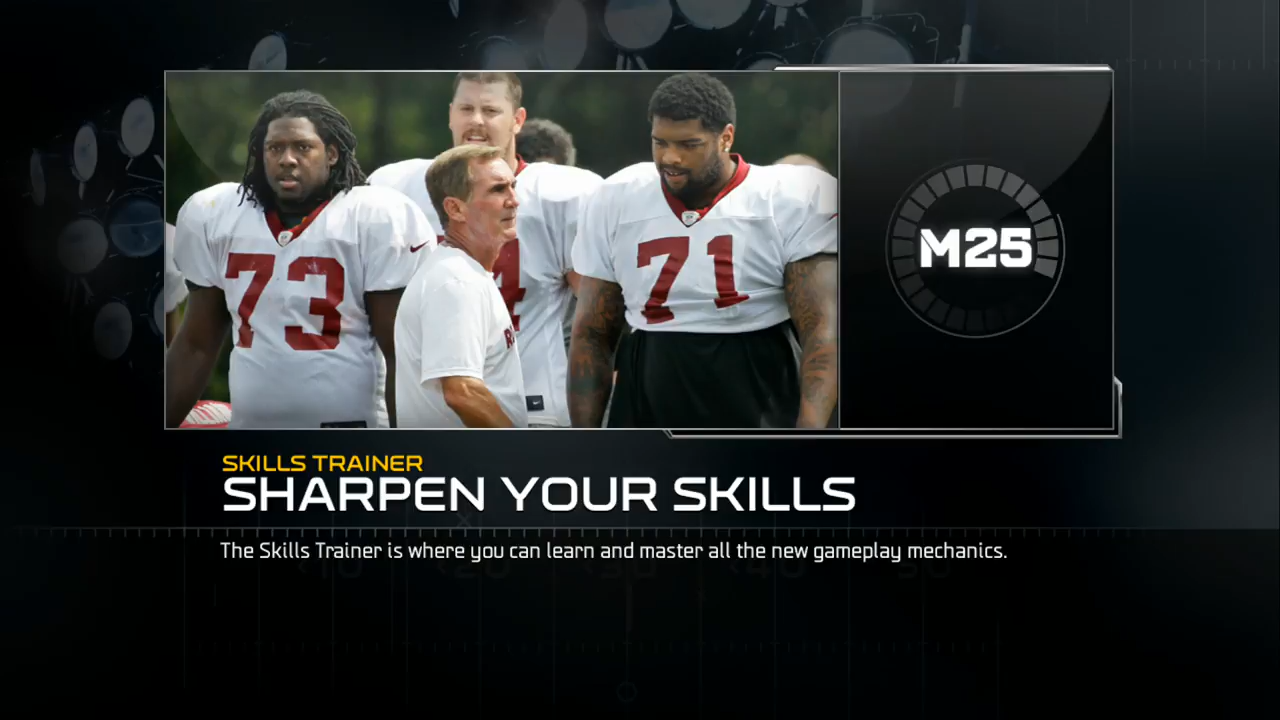 73
4
71
M25
SKILLS TRAINER
SHARPEN YOUR SKILLS
The Skills Trainer is where you can learn and master all the new gameplay mechanics.